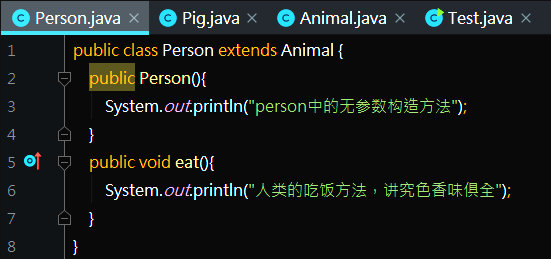 Person.java Pig.java Animal.java Test.java
1 public class Person extends Animal {
2 public Person(){
3 System.out.println("person中的无参数构造方法");
4 }
5 public void eat(){
6 System.out.println("人类的吃饭方法，讲究色香味俱全");
7 }
8 }